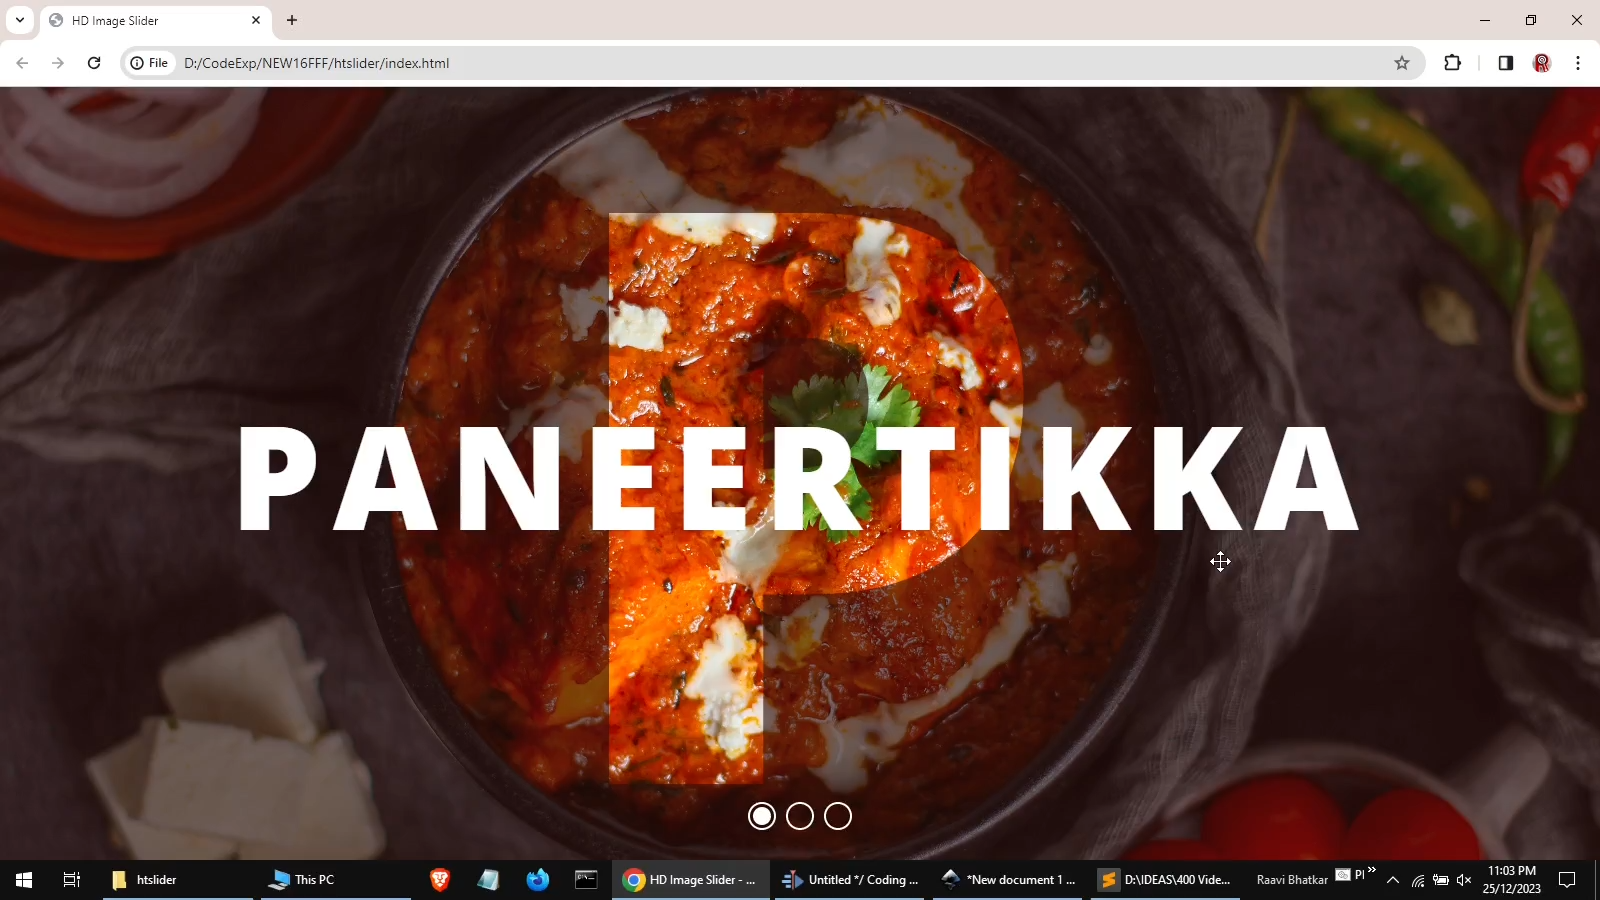 HD Image Slider
File
D:/CodeExp/NEW16FFF/htslider/index.html
P
PANEERTIKKA
htslider
This PC
HD Image Slider - ...
Untitled */ Coding ...
*New document 1 ...
D:\IDEAS\400 Vide...
Raavi Bhatkar
PI
»
11:03 PM
25/12/2023